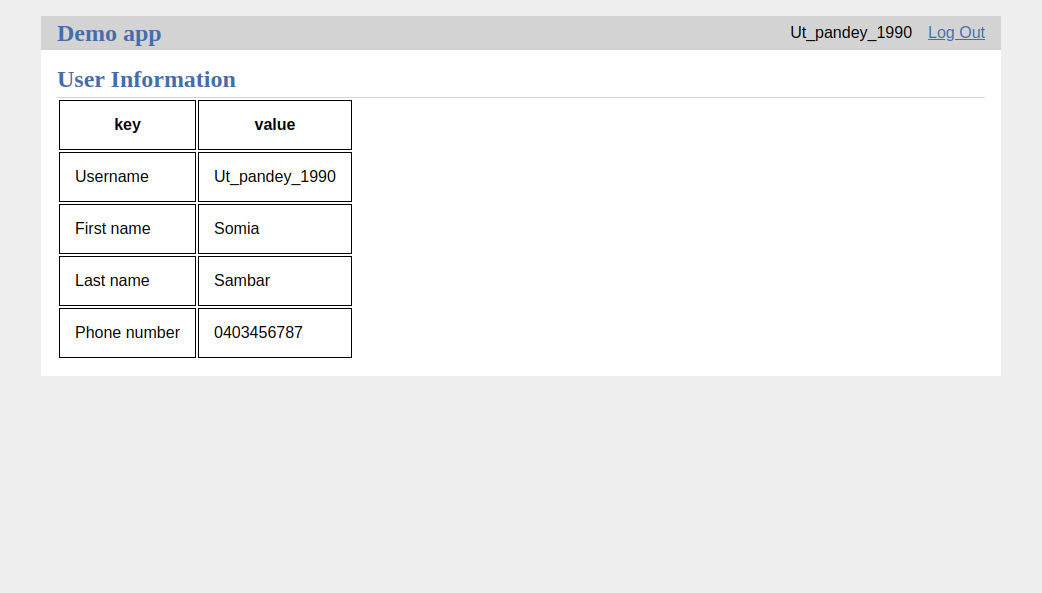 Demo app Ut_pandey_1990 Log Out
User Information
key value
Username Ut_pandey_1990
First name Somia
Last name Sambar
Phone number 0403456787